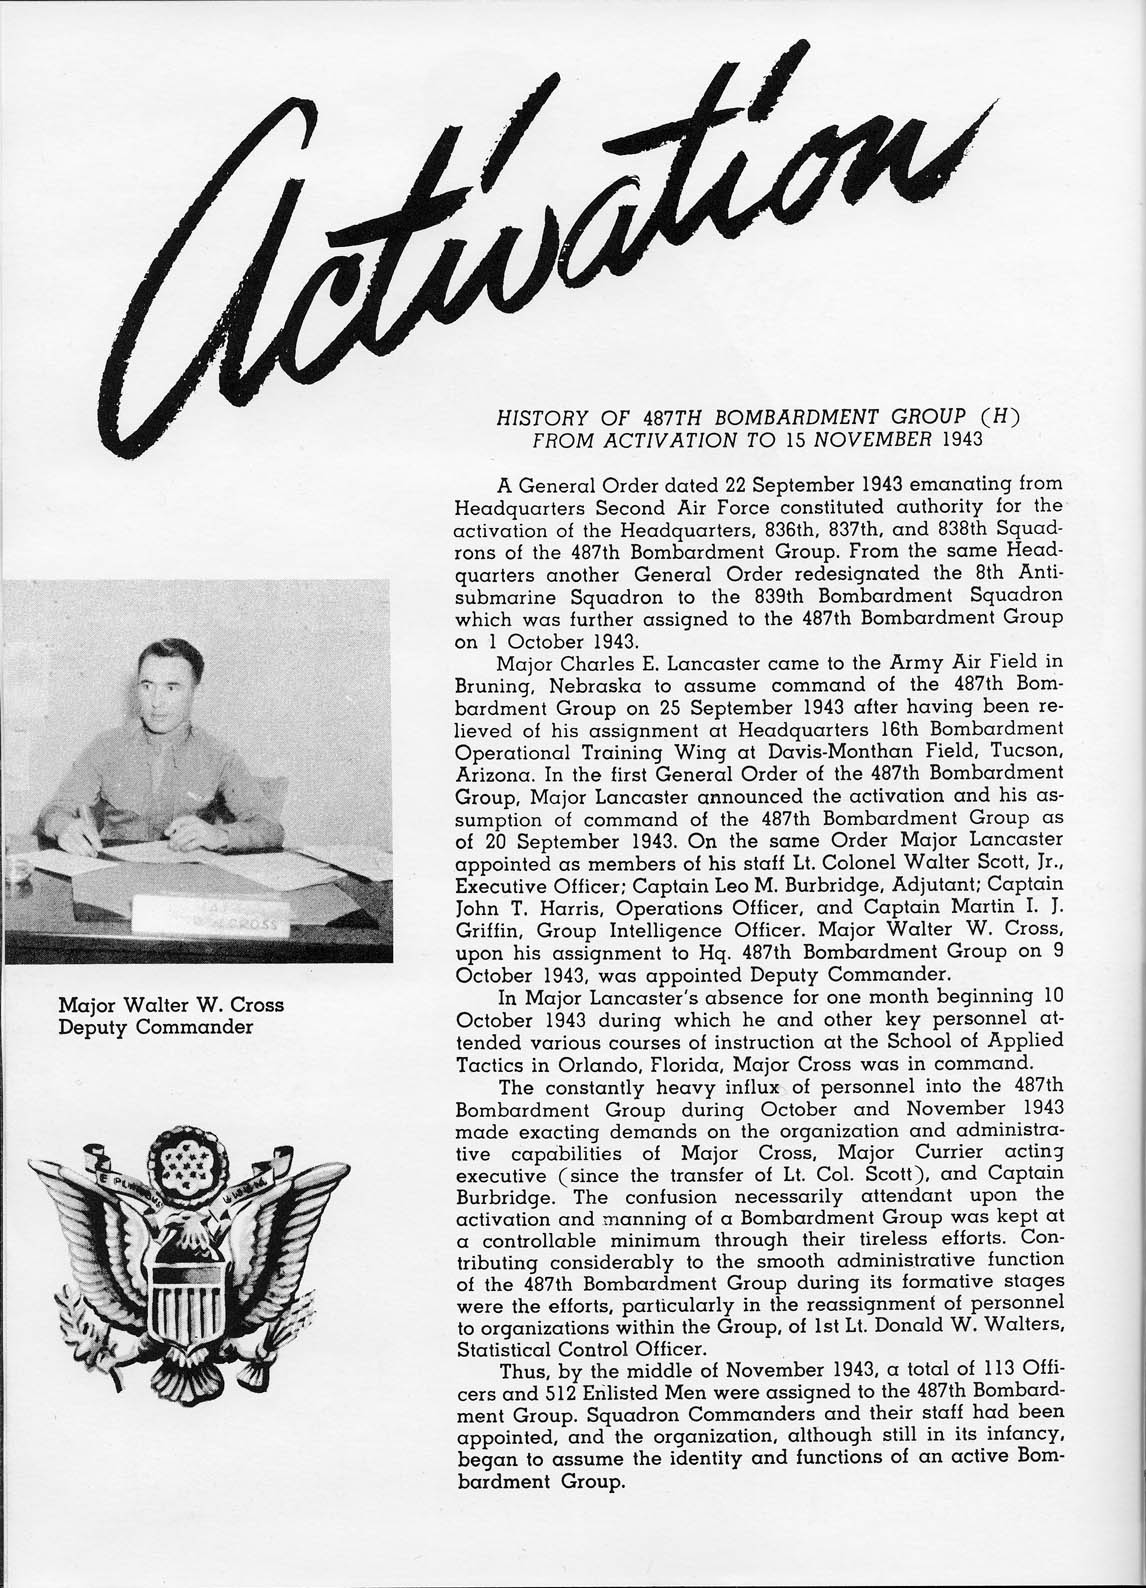 Activation
HISTORY OF 487TH BOMBARDMENT GROUP (H)
FROM ACTIVATION TO 15 NOVEMBER 1943
A General Order dated 22 September 1943 emanating from
Headquarters Second Air Force constituted authority for the
activation of the Headquarters, 836th, 837th, and 838th Squad-
rons of the 487th Bombardment Group. From the same Head-
quarters another General Order redesignated the 8th Anti-
submarine Squadron to the 839th Bombardment Squadron
which was further assigned to the 487th Bombardment Group
on 1 October 1943.
Major Charles E. Lancaster came to the Army Air Field in
Bruning, Nebraska to assume command of the 487th Bom-
bardment Group on 25 September 1943 after having been re-
lieved of his assignment at Headquarters 16th Bombardment
Operational Training Wing at Davis-Monthan Field, Tucson,
Arizona. In the first General Order of the 487th Bombardment
Group, Major Lancaster announced the activation and his as-
sumption of command of the 487th Bombardment Group as
of 20 September 1943. On the same Order Major Lancaster
appointed as members of his staff Lt. Colonel Walter Scott, Jr.,
Executive Officer; Captain Leo M. Burbridge, Adjutant; Captain
John T. Harris, Operations Officer, and Captain Martin I. J.
Griffin, Group Intelligence Officer. Major Walter W. Cross,
upon his assignment to Hq. 487th Bombardment Group on 9
October 1943, was appointed Deputy Commander.
In Major Lancaster's absence for one month beginning 10
October 1943 during which he and other key personnel at-
tended various courses of instruction at the School of Applied
Tactics in Orlando, Florida, Major Cross was in command.
The constantly heavy influx of personnel into the 487th
Bombardment Group during October and November 1943
made exacting demands on the organization and administra-
tive capabilities of Major Cross, Major Currier acting
executive (since the transfer of Lt. Col. Scott), and Captain
Burbridge. The confusion necessarily attendant upon the
activation and manning of a Bombardment Group was kept at
a controllable minimum through their tireless efforts. Con-
tributing considerably to the smooth administrative function
of the 487th Bombardment Group during its formative stages
were the efforts, particularly in the reassignment of personnel
to organizations within the Group, of 1st Lt. Donald W. Walters,
Statistical Control Officer.
Thus, by the middle of November 1943, a total of 113 Offi-
cers and 512 Enlisted Men were assigned to the 487th Bombard-
ment Group. Squadron Commanders and their staff had been
appointed, and the organization, although still in its infancy,
began to assume the identity and functions of an active Bom-
bardment Group.
CROSS
Major Walter W. Cross
Deputy Commander
E PLURIBUS UNUM